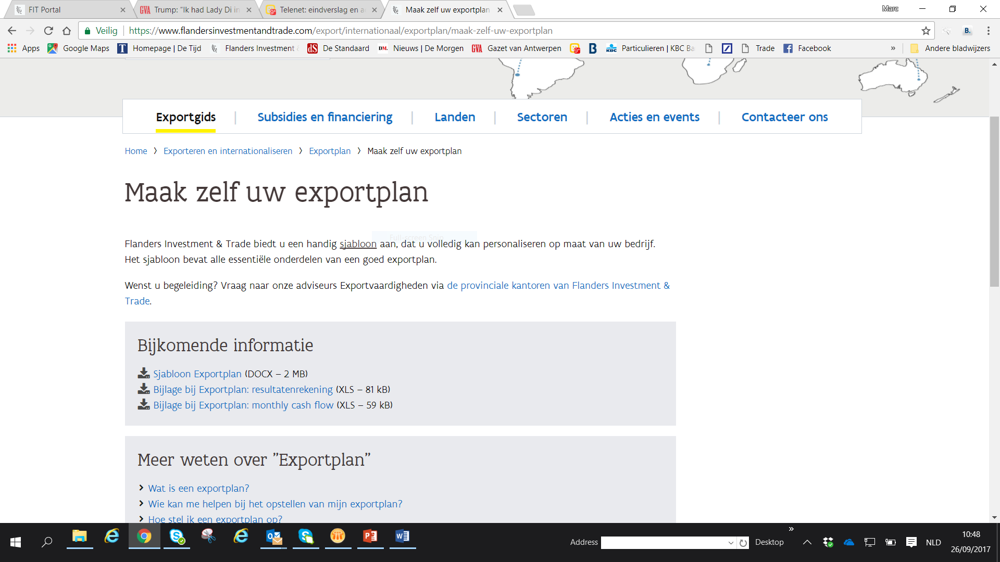 FIT Portal
Trump: “Ik had Lady Di in
Telenet: eindverslag en
Maak zelf uw exportplan
Marc
Veilig
https://www.flandersinvestmentandtrade.com/export/internationaal/exportplan/maak-zelf-uw-exportplan
Apps
Google Maps
Homepage | De Tijd
Flanders Investment
De Standaard
Nieuws | De Morgen
Gazet van Antwerpen
Particulieren | KBC Ba
Trade
Facebook
»
Andere bladwijzers
Exportgids | Subsidies en financiering | Landen | Sectoren | Acties en events | Contacteer ons
Home > Exporteren en internationaliseren > Exportplan > Maak zelf uw exportplan
Maak zelf uw exportplan
Full-screen Snip
Flanders Investment & Trade biedt u een handig sjabloon aan, dat u volledig kan personaliseren op maat van uw bedrijf.
Het sjabloon bevat alle essentiële onderdelen van een goed exportplan.
Wenst u begeleiding? Vraag naar onze adviseurs Exportvaardigheden via de provinciale kantoren van Flanders Investment &
Trade.
Bijkomende informatie
Sjabloon Exportplan (DOCX – 2 MB)
Bijlage bij Exportplan: resultatenrekening (XLS – 81 kB)
Bijlage bij Exportplan: monthly cash flow (XLS – 59 kB)
Meer weten over ”Exportplan”
Wat is een exportplan?
Wie kan me helpen bij het opstellen van mijn exportplan?
Hoe stel ik een exportplan op?
Address
Desktop
»
NLD
10:48
26/09/2017